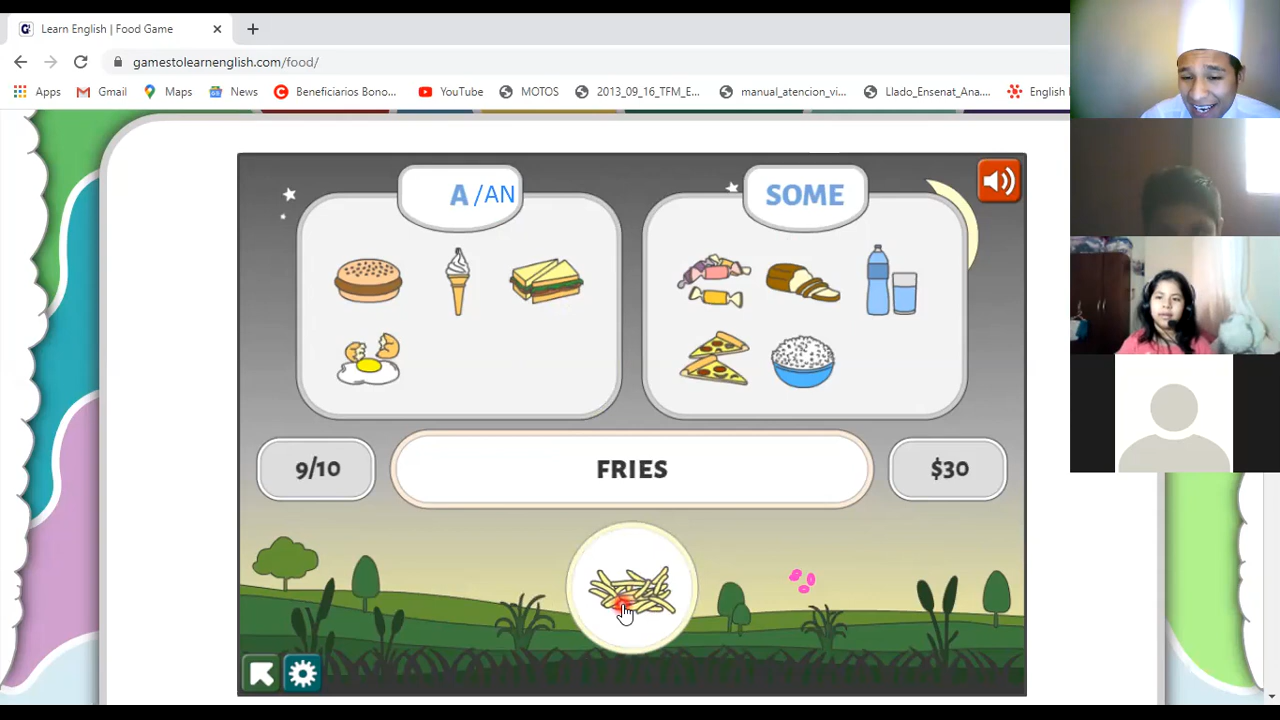 Learn English | Food Game
gamestolearnenglish.com/food/
Apps Gmail Maps News Beneficiarios Bono... YouTube MOTOS 2013_09_16_TFM_E... nanual_atencion_vi... Llado_Ensenat_Ana.... English
A /AN SOME
9/10 FRIES $30